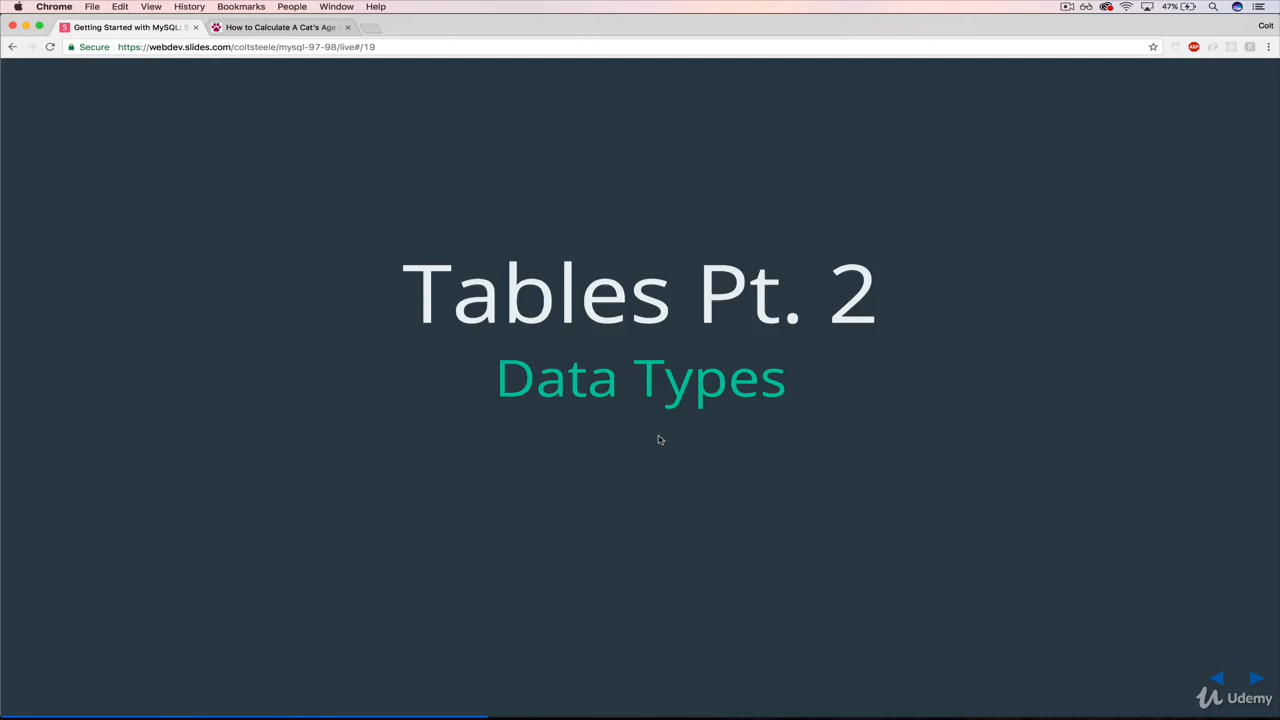 Chrome File Edit View History Bookmarks People Window Help 47%
Getting Started with MySQL: S How to Calculate A Cat's Age Colt
Secure https://webdev.slides.com/coltsteele/mysql-97-98/live#/19 ABP
Tables Pt. 2
Data Types
Udemy